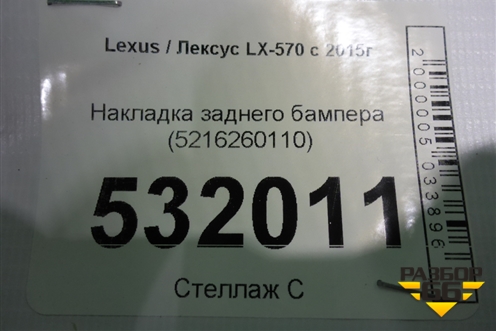 Lexus / Лексус LX-570 с 2015г
Накладка заднего бампера
(5216260110)
532011
Стеллаж С
2000005033896
РАЗБОР
66